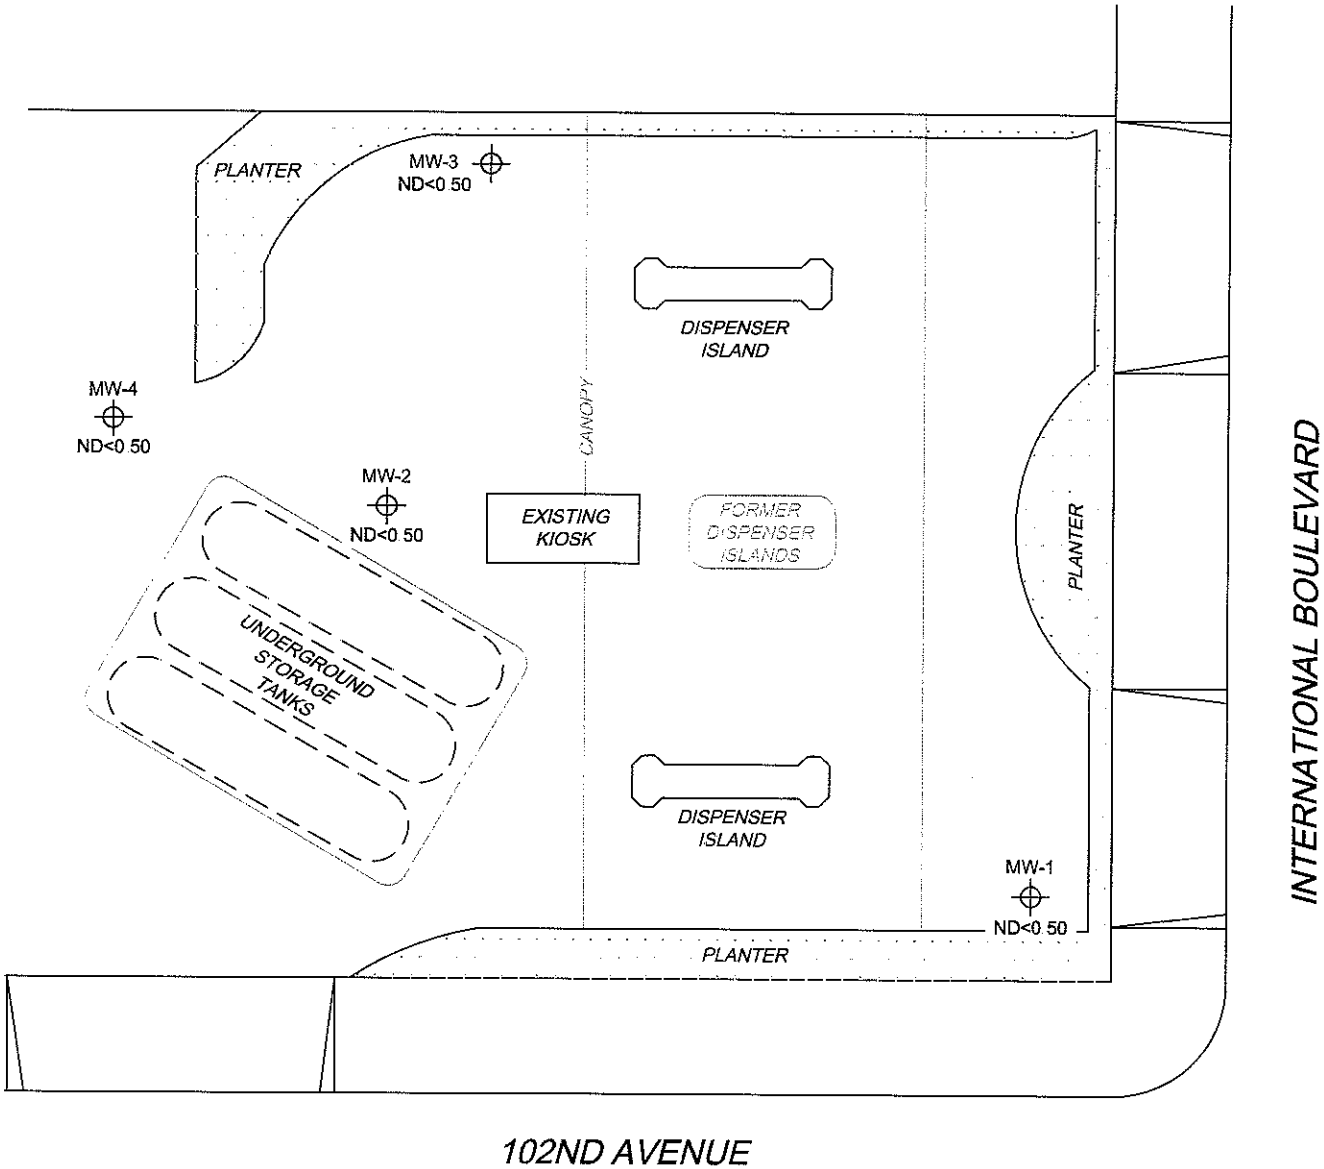 PLANTER
MW-3
ND<0.50
DISPENSER
ISLAND
MW-4
ND<0.50
CANOPY
MW-2
ND<0.50
EXISTING
KIOSK
FORMER
DISPENSER
ISLANDS
PLANTER
UNDERGROUND
STORAGE
TANKS
DISPENSER
ISLAND
MW-1
ND<0.50
PLANTER
INTERNATIONAL BOULEVARD
102ND AVENUE